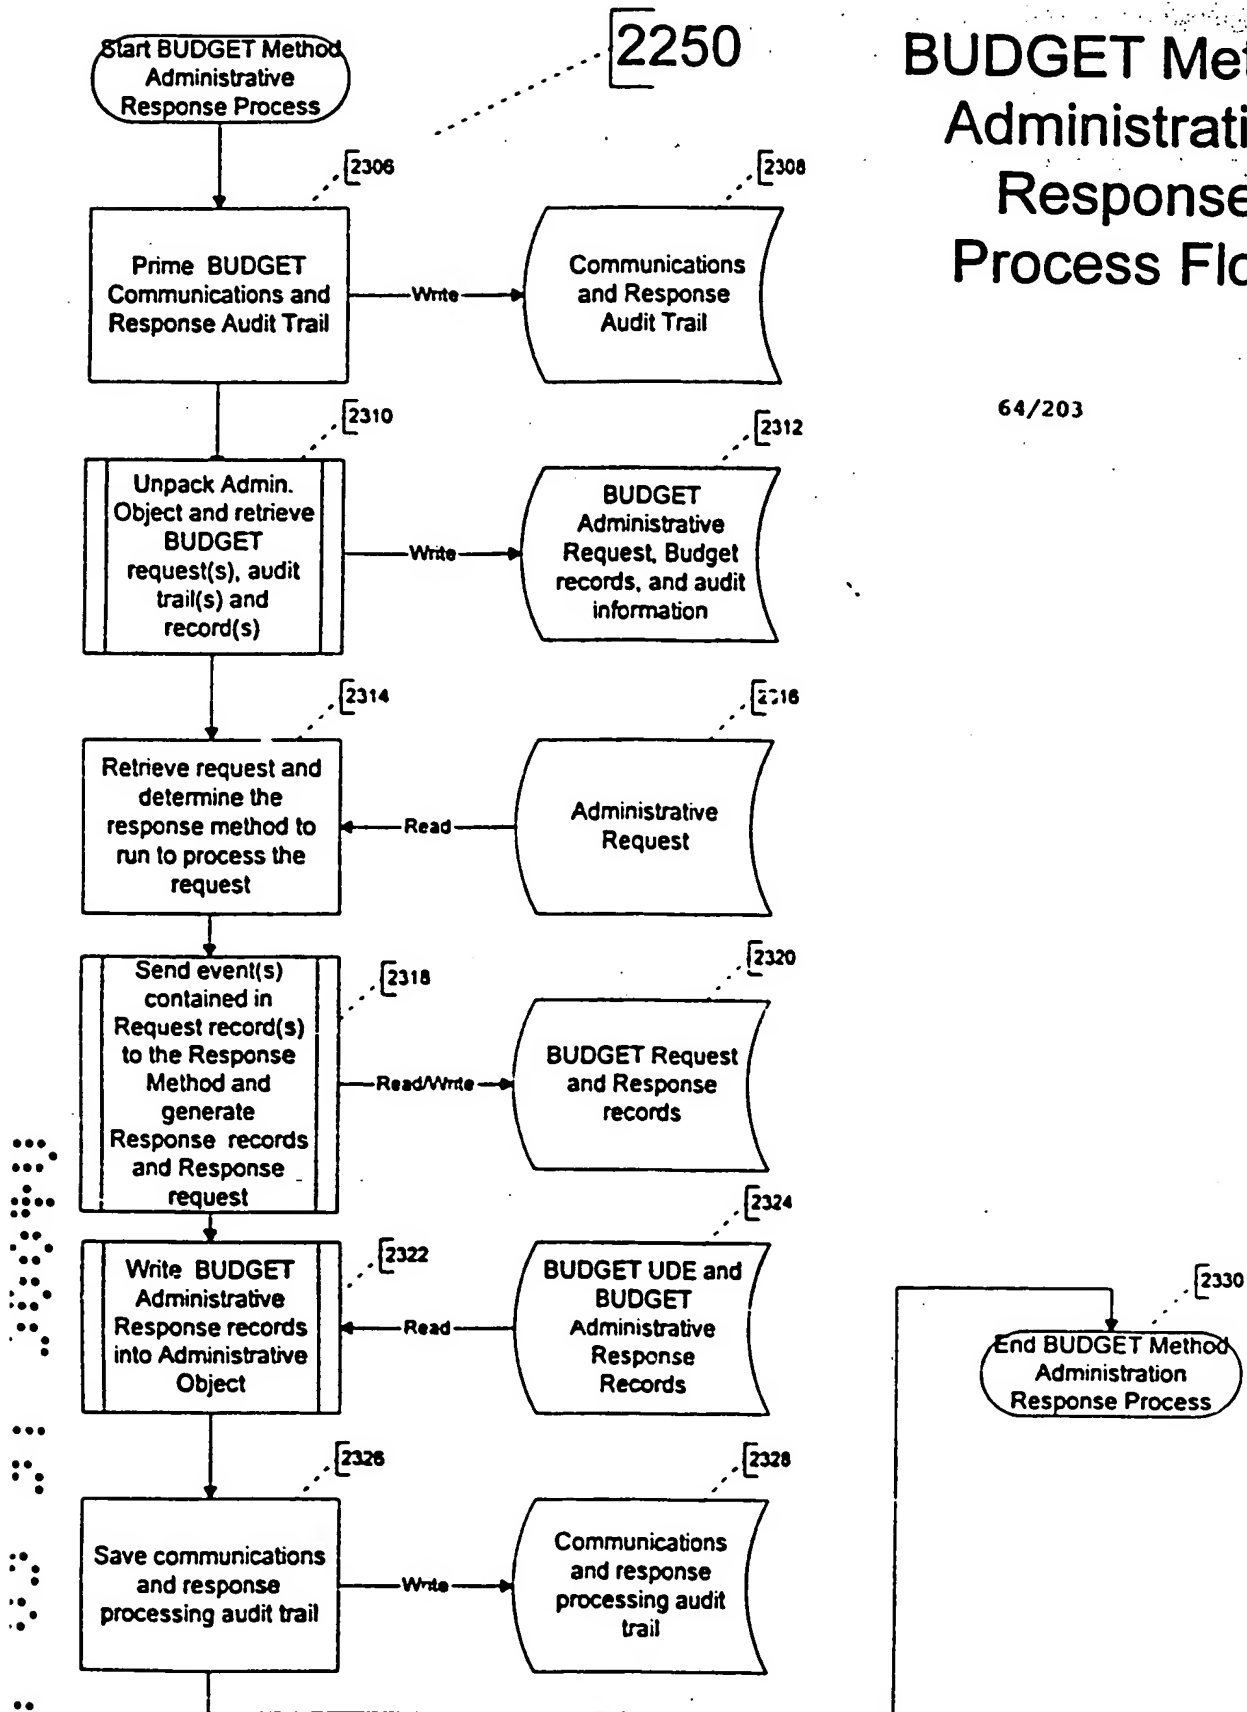 Start BUDGET Method
Administrative
Response Process
2250
BUDGET Met
Administrati
Response
Process Flo
64/203
2306
Prime BUDGET
Communications and
Response Audit Trail
Write
2308
Communications
and Response
Audit Trail
2310
Unpack Admin.
Object and retrieve
BUDGET
request(s), audit
trail(s) and
record(s)
Write
2312
BUDGET
Administrative
Request, Budget
records, and audit
information
2314
Retrieve request and
determine the
response method to
run to process the
request
Read
2316
Administrative
Request
2318
Send event(s)
contained in
Request record(s)
to the Response
Method and
generate
Response records
and Response
request
Read/Write
2320
BUDGET Request
and Response
records
2322
Write BUDGET
Administrative
Response records
into Administrative
Object
Read
2324
BUDGET UDE and
BUDGET
Administrative
Response
Records
2326
Save communications
and response
processing audit trail
Write
2328
Communications
and response
processing audit
trail
2330
End BUDGET Method
Administration
Response Process